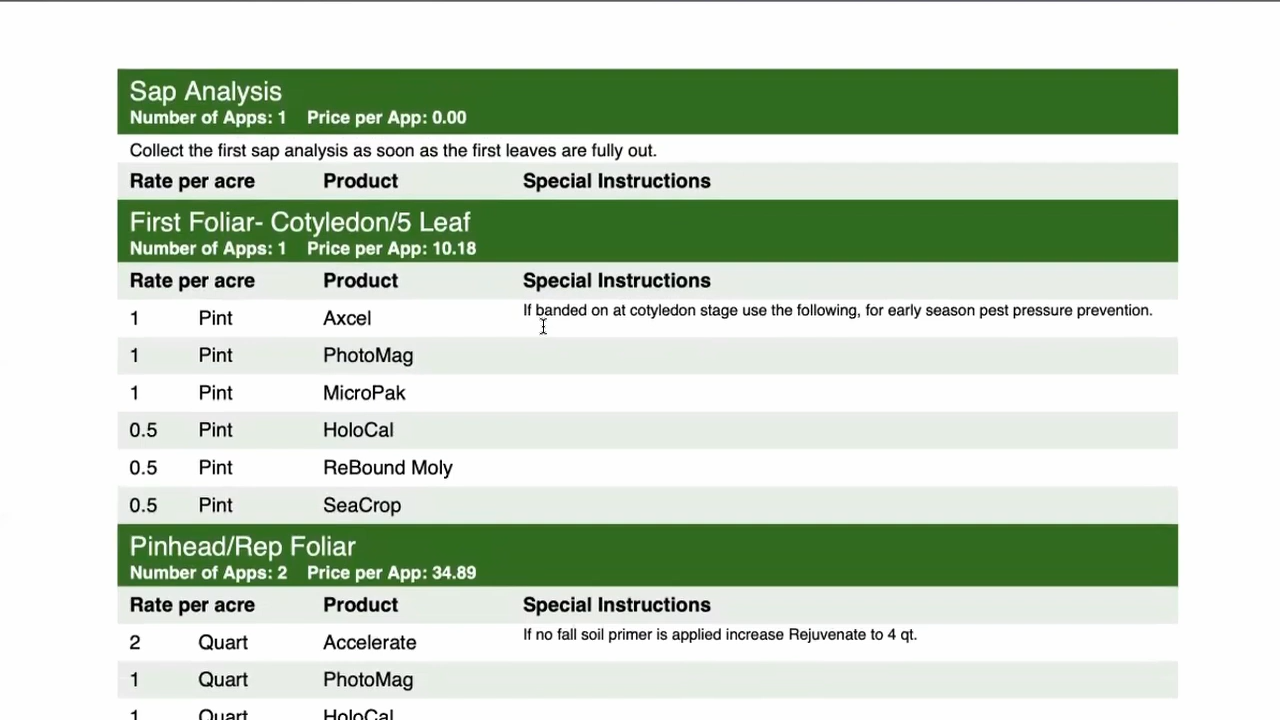 Sap Analysis
Number of Apps: 1 Price per App: 0.00
Collect the first sap analysis as soon as the first leaves are fully out.
Rate per acre Product Special Instructions
First Foliar- Cotyledon/5 Leaf
Number of Apps: 1 Price per App: 10.18
Rate per acre Product Special Instructions
1 Pint Axcel If banded on at cotyledon stage use the following, for early season pest pressure prevention.
1 Pint PhotoMag
1 Pint MicroPak
0.5 Pint HoloCal
0.5 Pint ReBound Moly
0.5 Pint SeaCrop
Pinhead/Rep Foliar
Number of Apps: 2 Price per App: 34.89
Rate per acre Product Special Instructions
2 Quart Accelerate If no fall soil primer is applied increase Rejuvenate to 4 qt.
1 Quart PhotoMag
1 Quart HoloCal